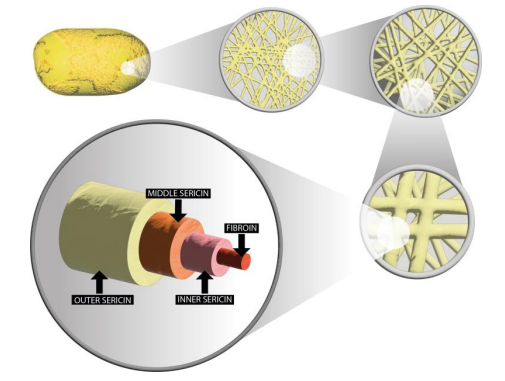 MIDDLE SERICIN
FIBROIN
OUTER SERICIN
INNER SERICIN